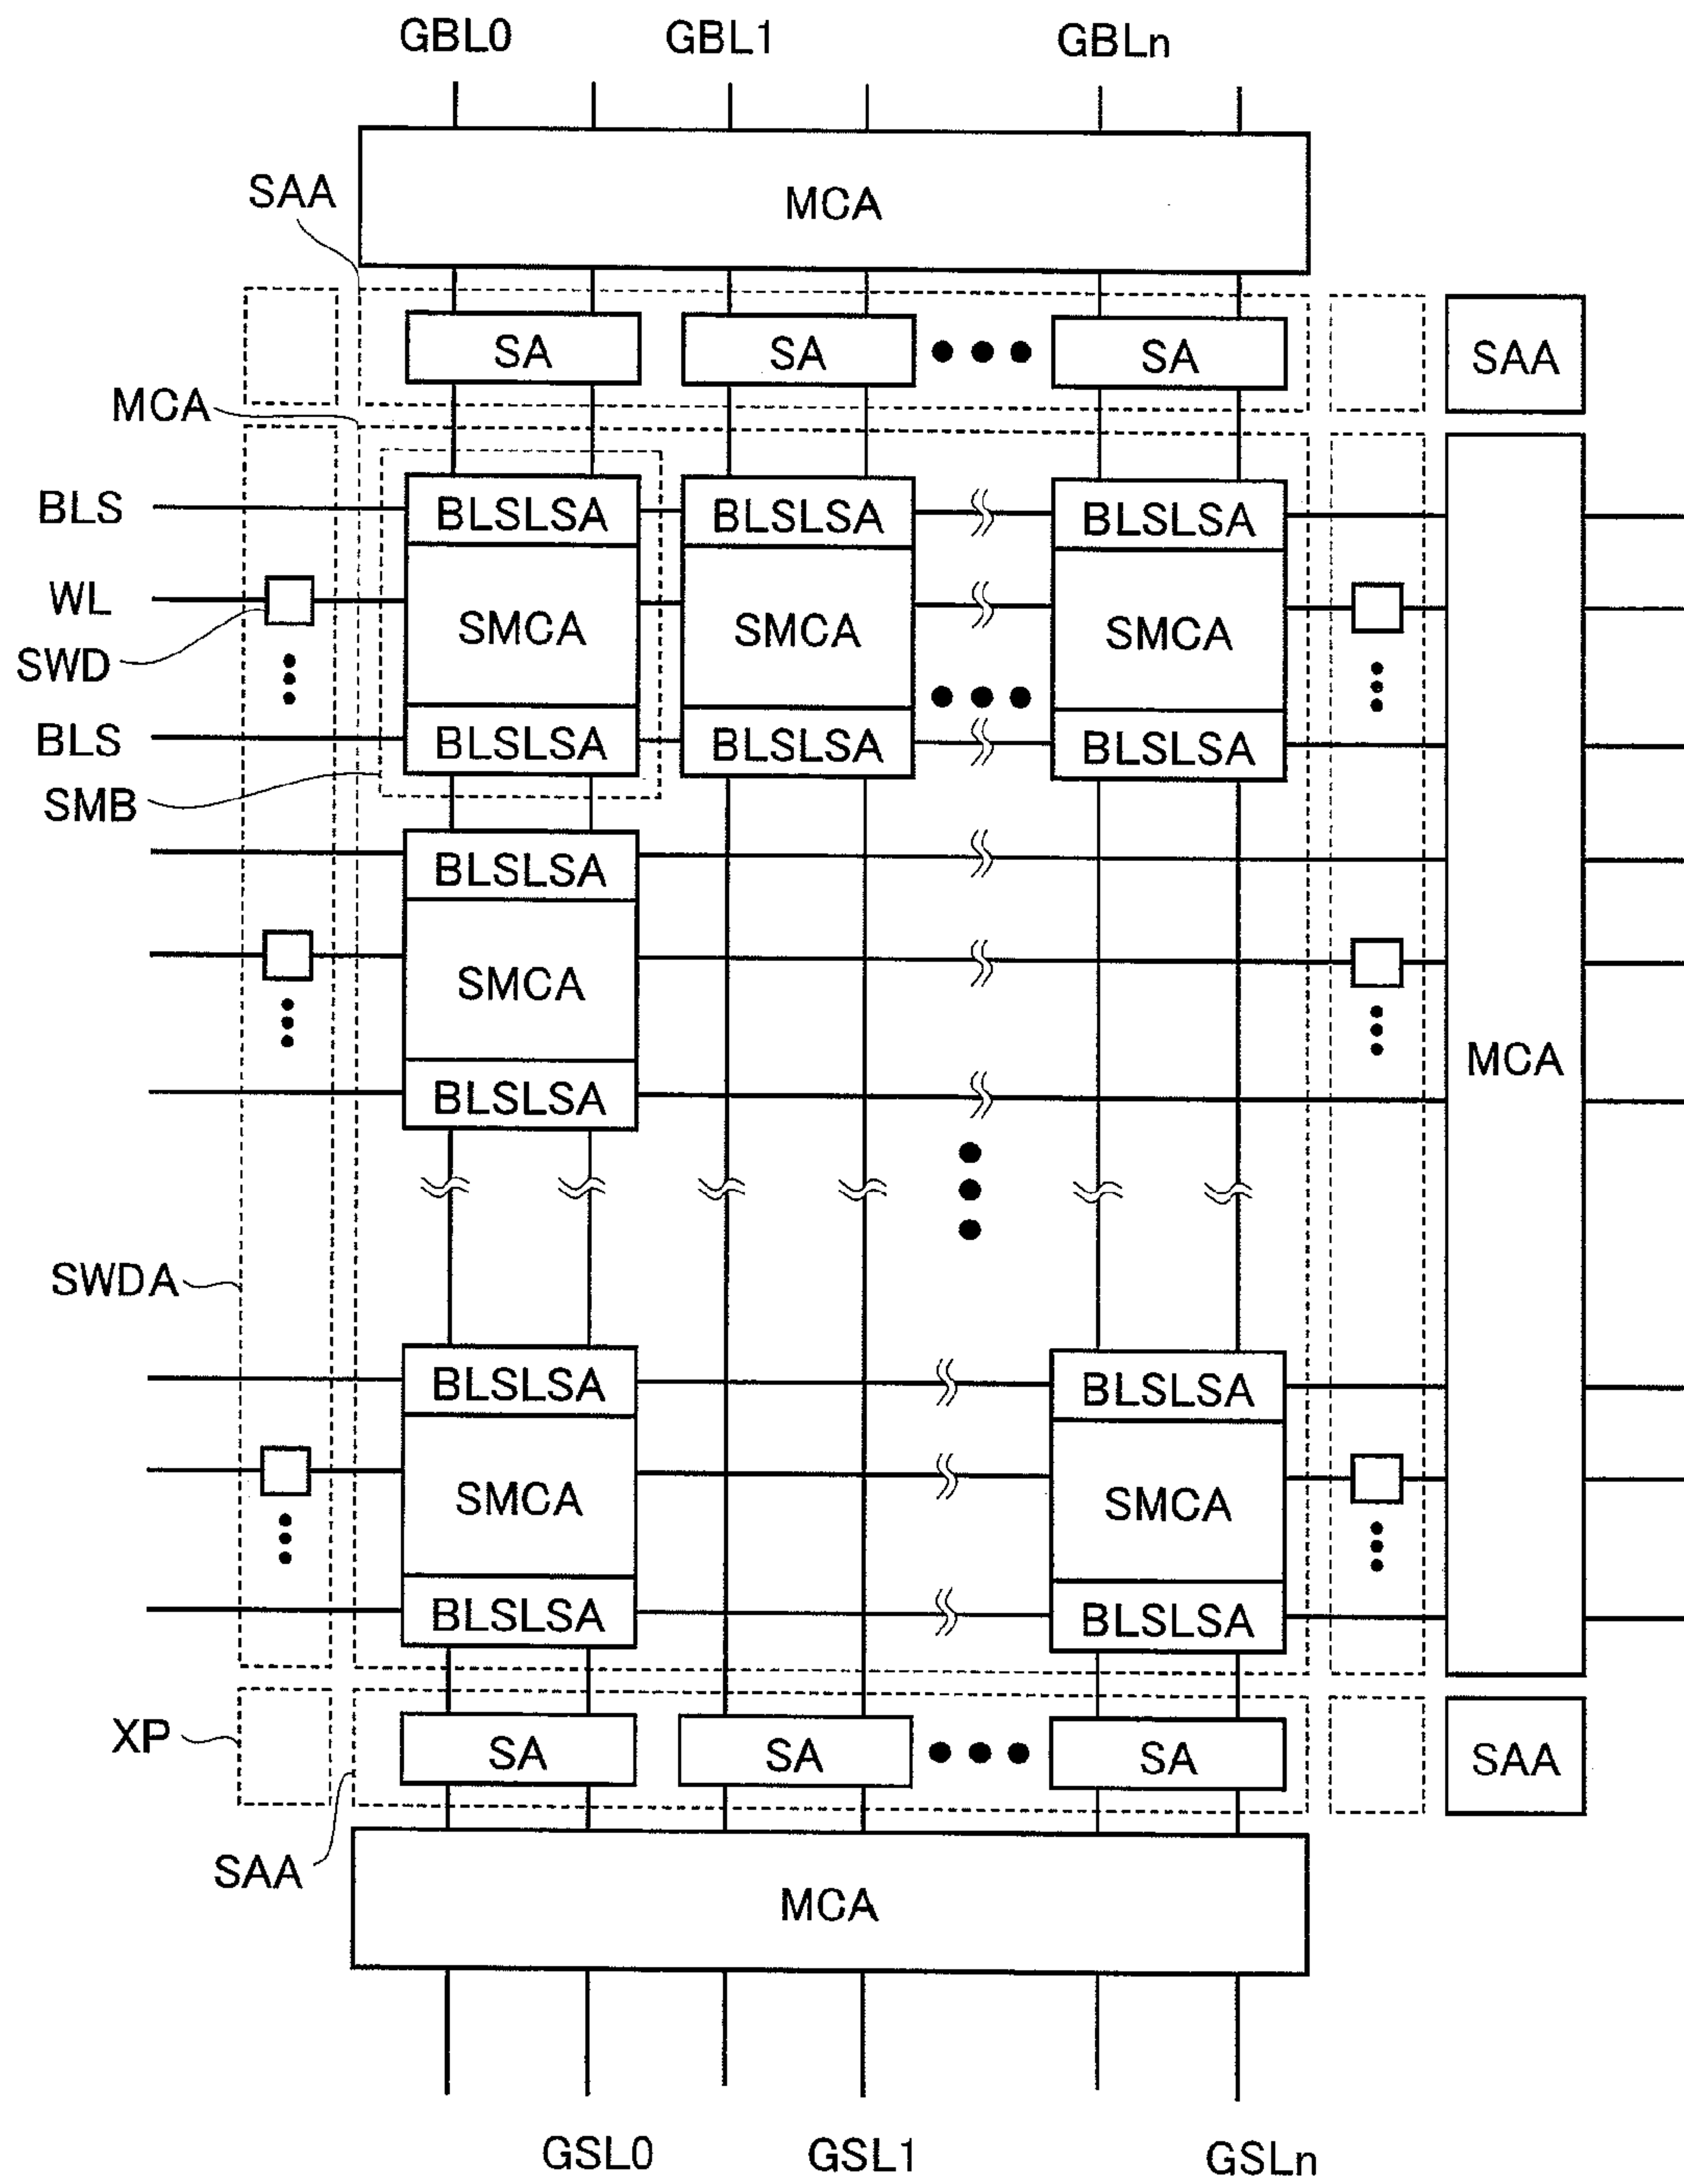 GBL0 GBL1 GBLn
MCA
SAA
SA SA SA SAA
MCA
BLS BLSLSA BLSLSA BLSLSA
WL
SMCA SMCA SMCA
SWD
BLS BLSLSA BLSLSA BLSLSA
SMB
BLSLSA
SMCA
MCA
BLSLSA
SWDA
BLSLSA BLSLSA
SMCA SMCA
BLSLSA BLSLSA
XP SA SA SA SAA
SAA
MCA
GSL0 GSL1 GSLn